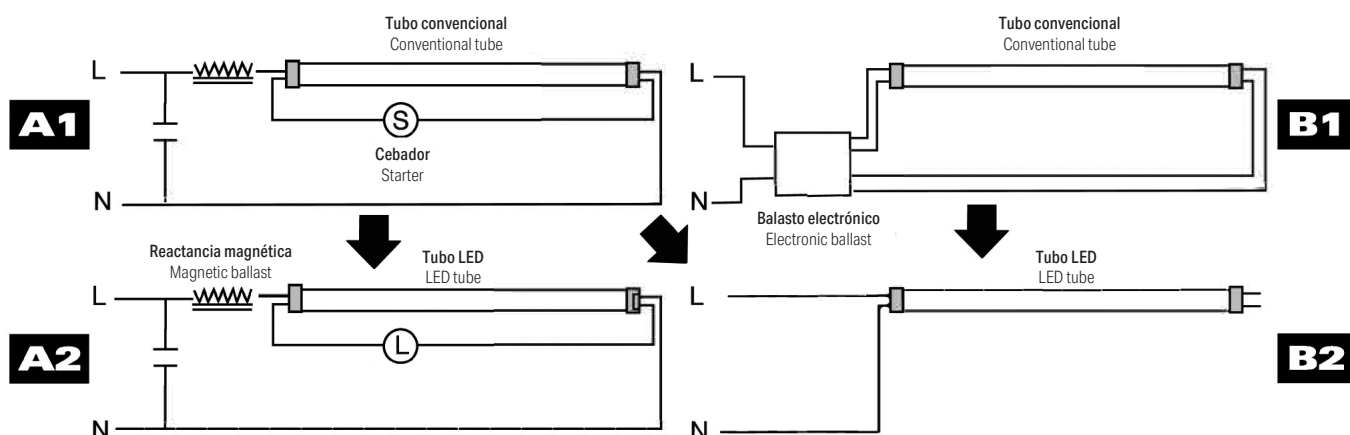 Tubo convencional
Conventional tube
L
A1
S
Cebador
Starter
N
Tubo convencional
Conventional tube
L
B1
N
Balasto electrónico
Electronic ballast
Reactancia magnética
Magnetic ballast
Tubo LED
LED tube
L
A2
L
N
Tubo LED
LED tube
L
B2
N